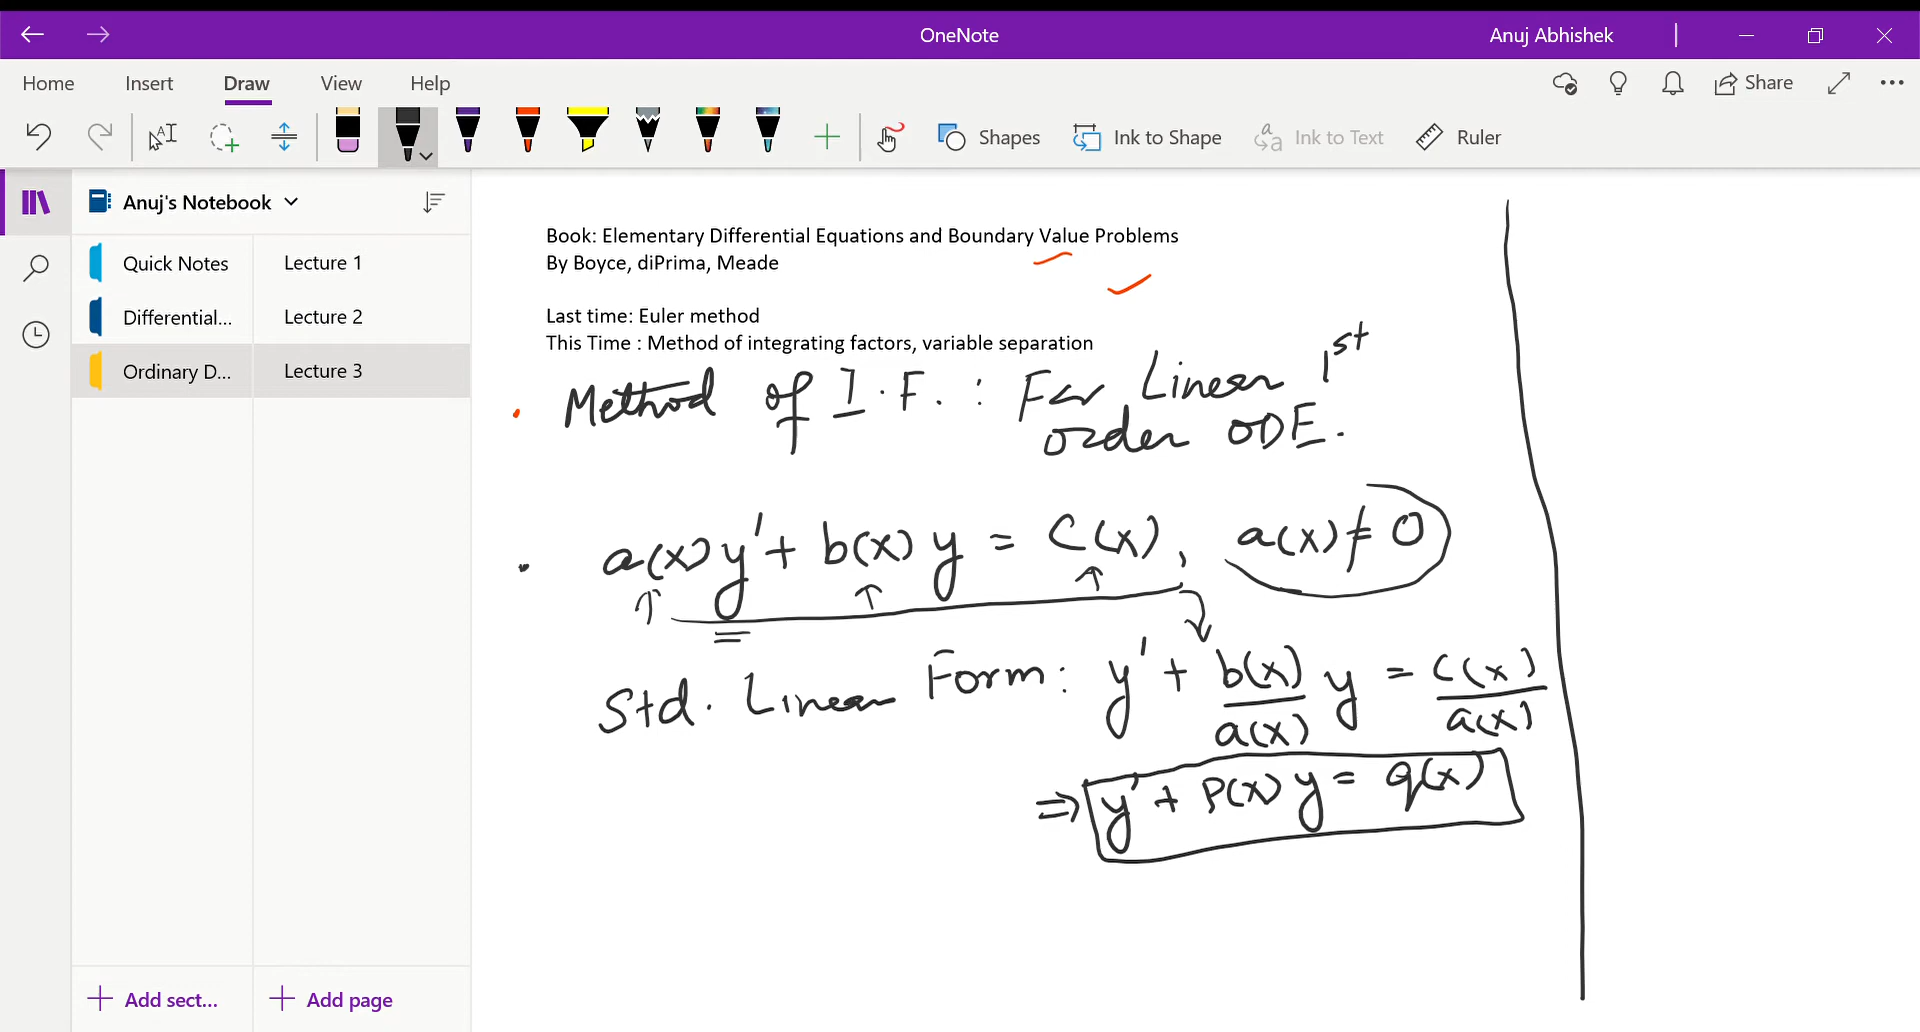 OneNote
Anuj Abhishek
Home Insert Draw View Help
Share
Shapes Ink to Shape Ink to Text Ruler
Anuj's Notebook
Quick Notes
Differential...
Ordinary D...
Lecture 1
Lecture 2
Lecture 3
Add sect...
Add page
Book: Elementary Differential Equations and Boundary Value Problems
By Boyce, diPrima, Meade
Last time: Euler method
This Time : Method of integrating factors, variable separation
• Method of I.F. : For Linear 1st
order ODE.
• a(x)y' + b(x)y = c(x), a(x) ≠ 0
Std. Linear Form: y' + b(x)/a(x) y = c(x)/a(x)
⇒ y' + p(x)y = q(x)